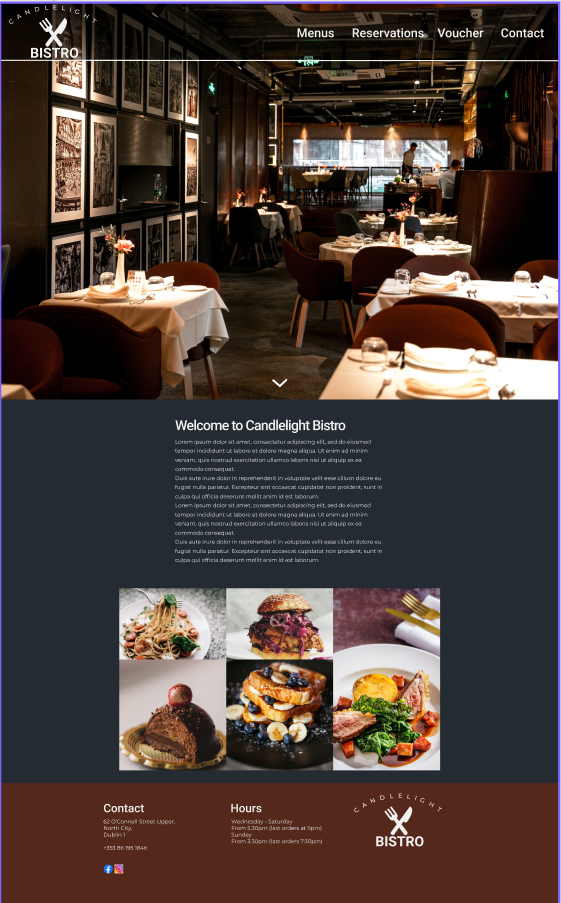 CANDLELIGHT
BISTRO
Menus Reservations Voucher Contact
Welcome to Candlelight Bistro
Lorem ipsum dolor sit amet, consectetur adipiscing elit, sed do eiusmod
tempor incididunt ut labore et dolore magna aliqua. Ut enim ad minim
veniam, quis nostrud exercitation ullamco laboris nisi ut aliquip ex ea
commodo consequat.
Duis aute irure dolor in reprehenderit in voluptate velit esse cillum dolore eu
fugiat nulla pariatur. Excepteur sint occaecat cupidatat non proident, sunt in
culpa qui officia deserunt mollit anim id est laborum.
Lorem ipsum dolor sit amet, consectetur adipiscing elit, sed do eiusmod
tempor incididunt ut labore et dolore magna aliqua. Ut enim ad minim
veniam, quis nostrud exercitation ullamco laboris nisi ut aliquip ex ea
commodo consequat.
Duis aute irure dolor in reprehenderit in voluptate velit esse cillum dolore eu
fugiat nulla pariatur. Excepteur sint occaecat cupidatat non proident, sunt in
culpa qui officia deserunt mollit anim id est laborum.
Contact
62 O'Connell Street Upper,
North City,
Dublin 1
+353 86 195 1846
Hours
Wednesday - Saturday
From 5.30pm (last orders at 9pm)
Sunday
From 3.30pm (last orders 7:30pm)
CANDLELIGHT
BISTRO